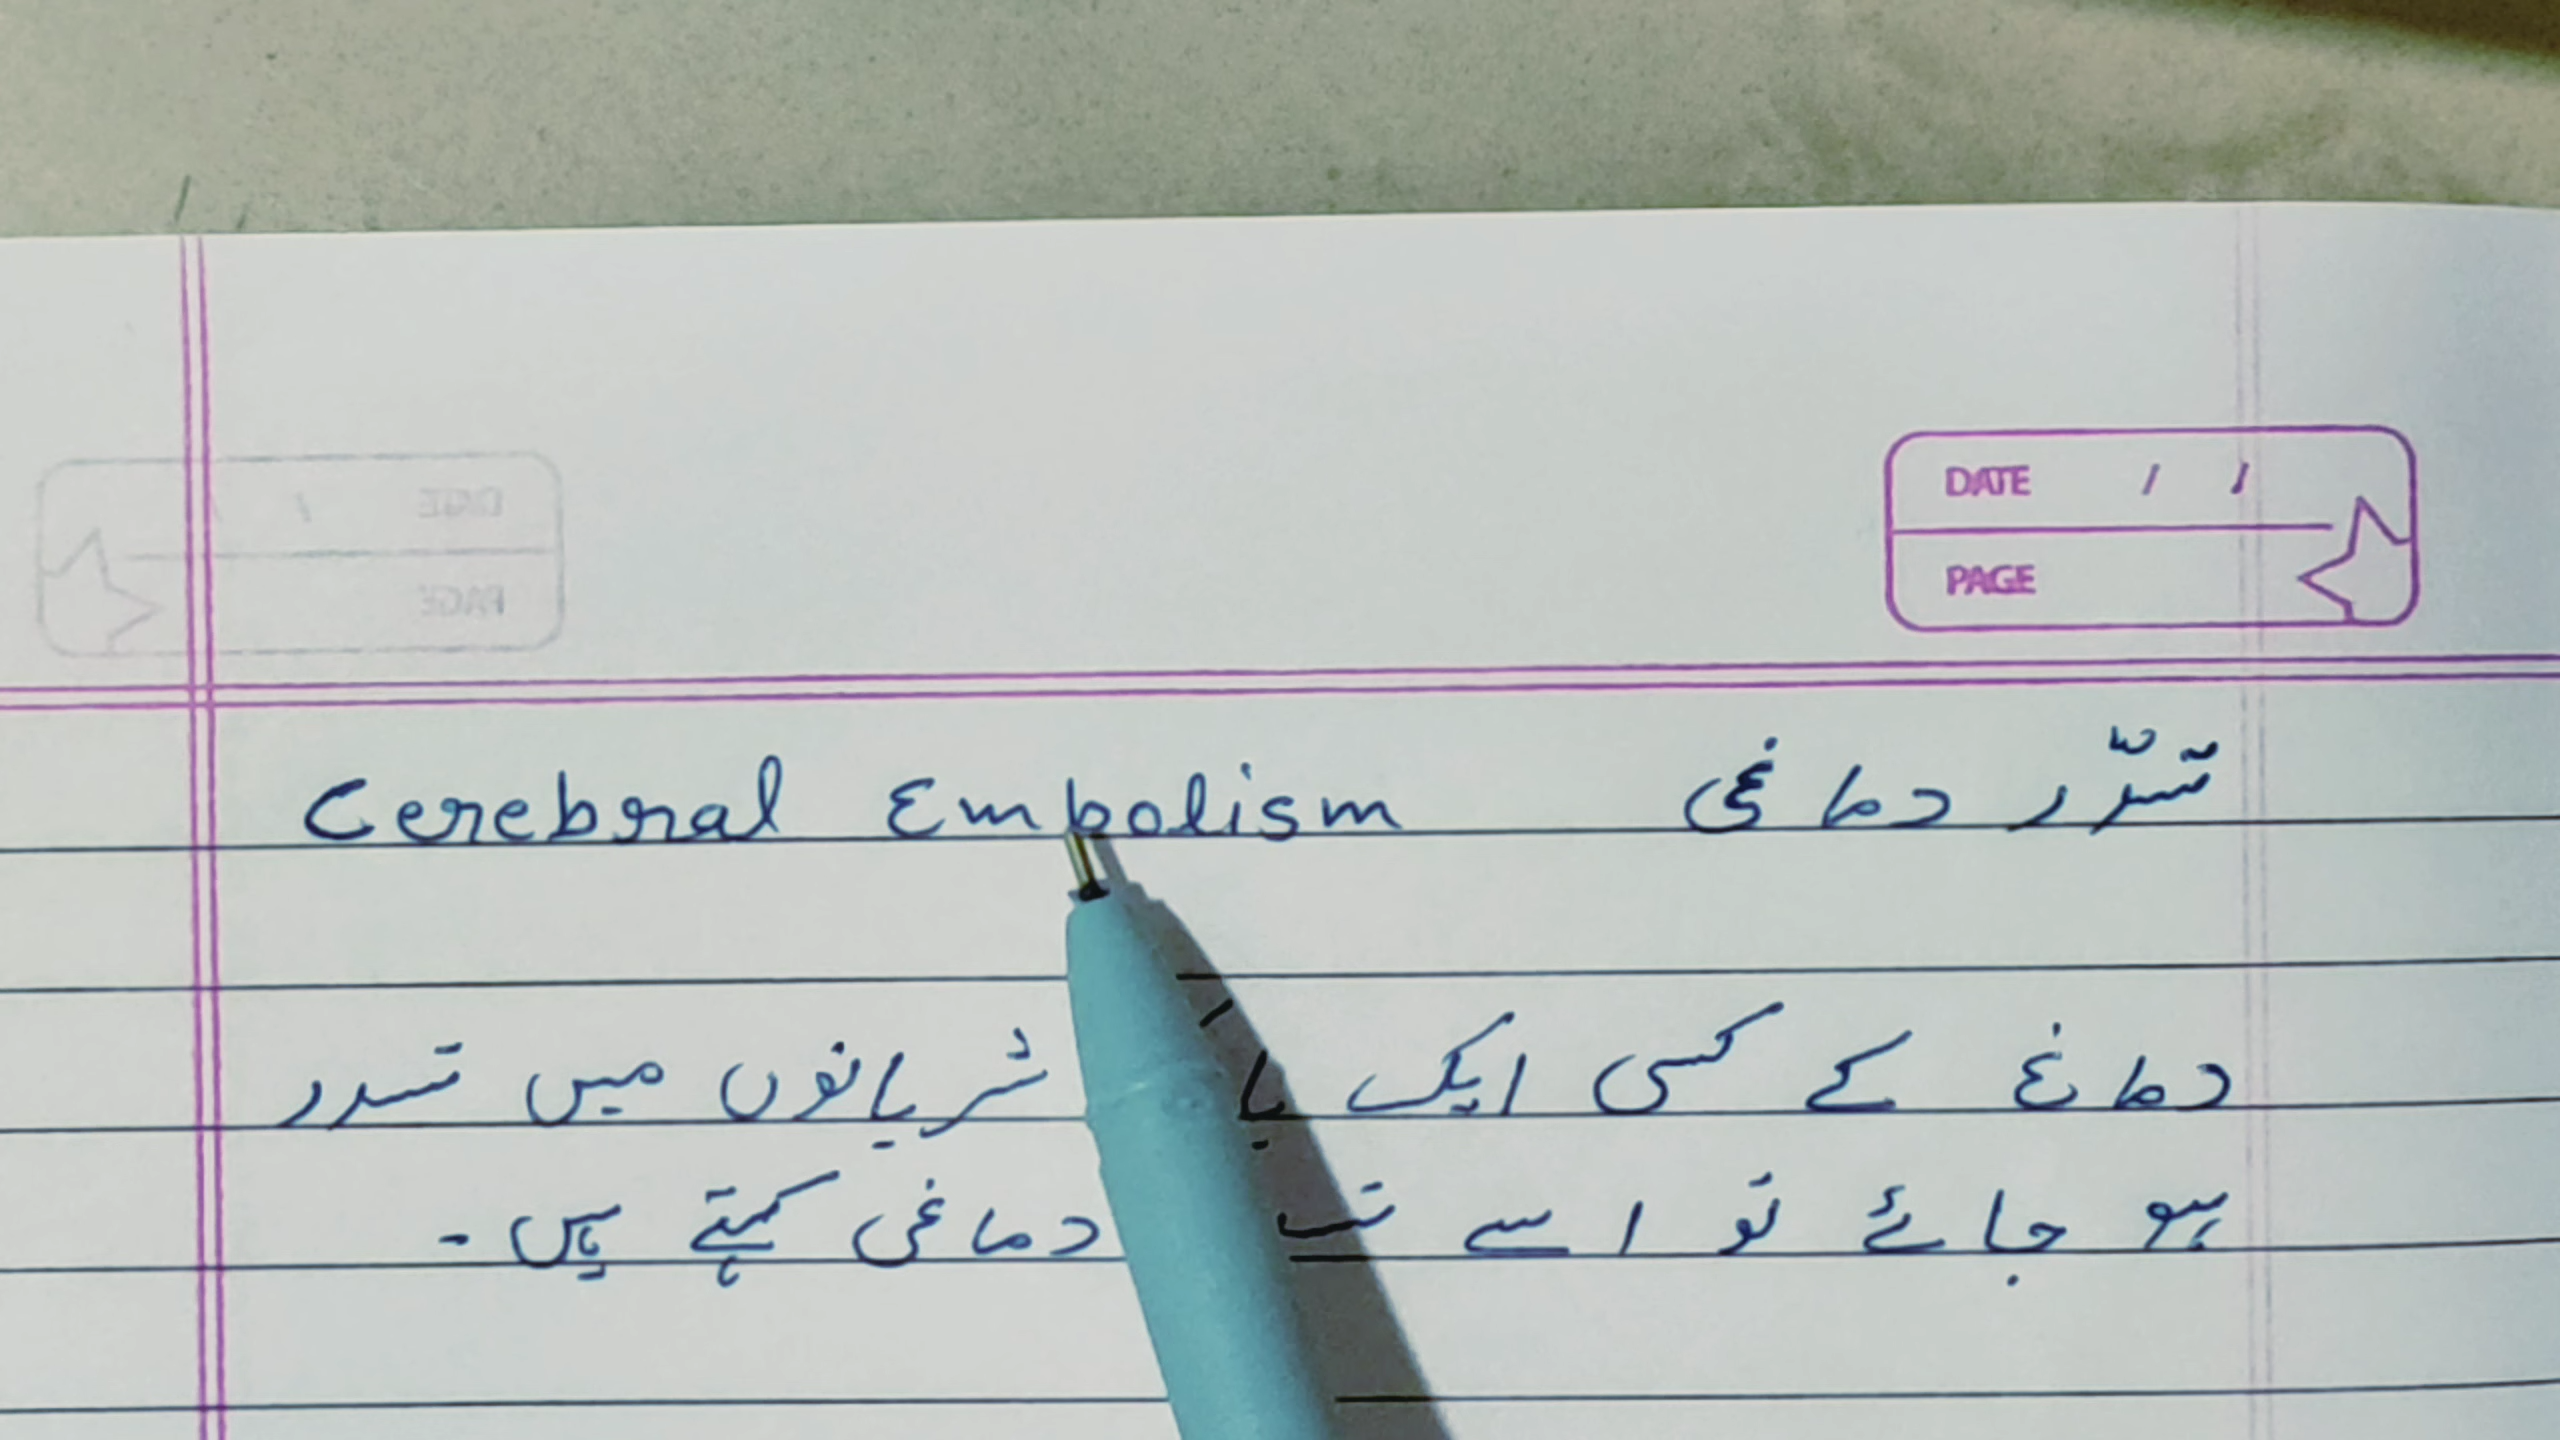 DATE / /
PAGE
Cerebral Embolism تسدّر دماغی
دماغ کے کسی ایک یا شریانوں میں تسدر
ہو جائے تو اسے دماغی کہتے ہیں۔